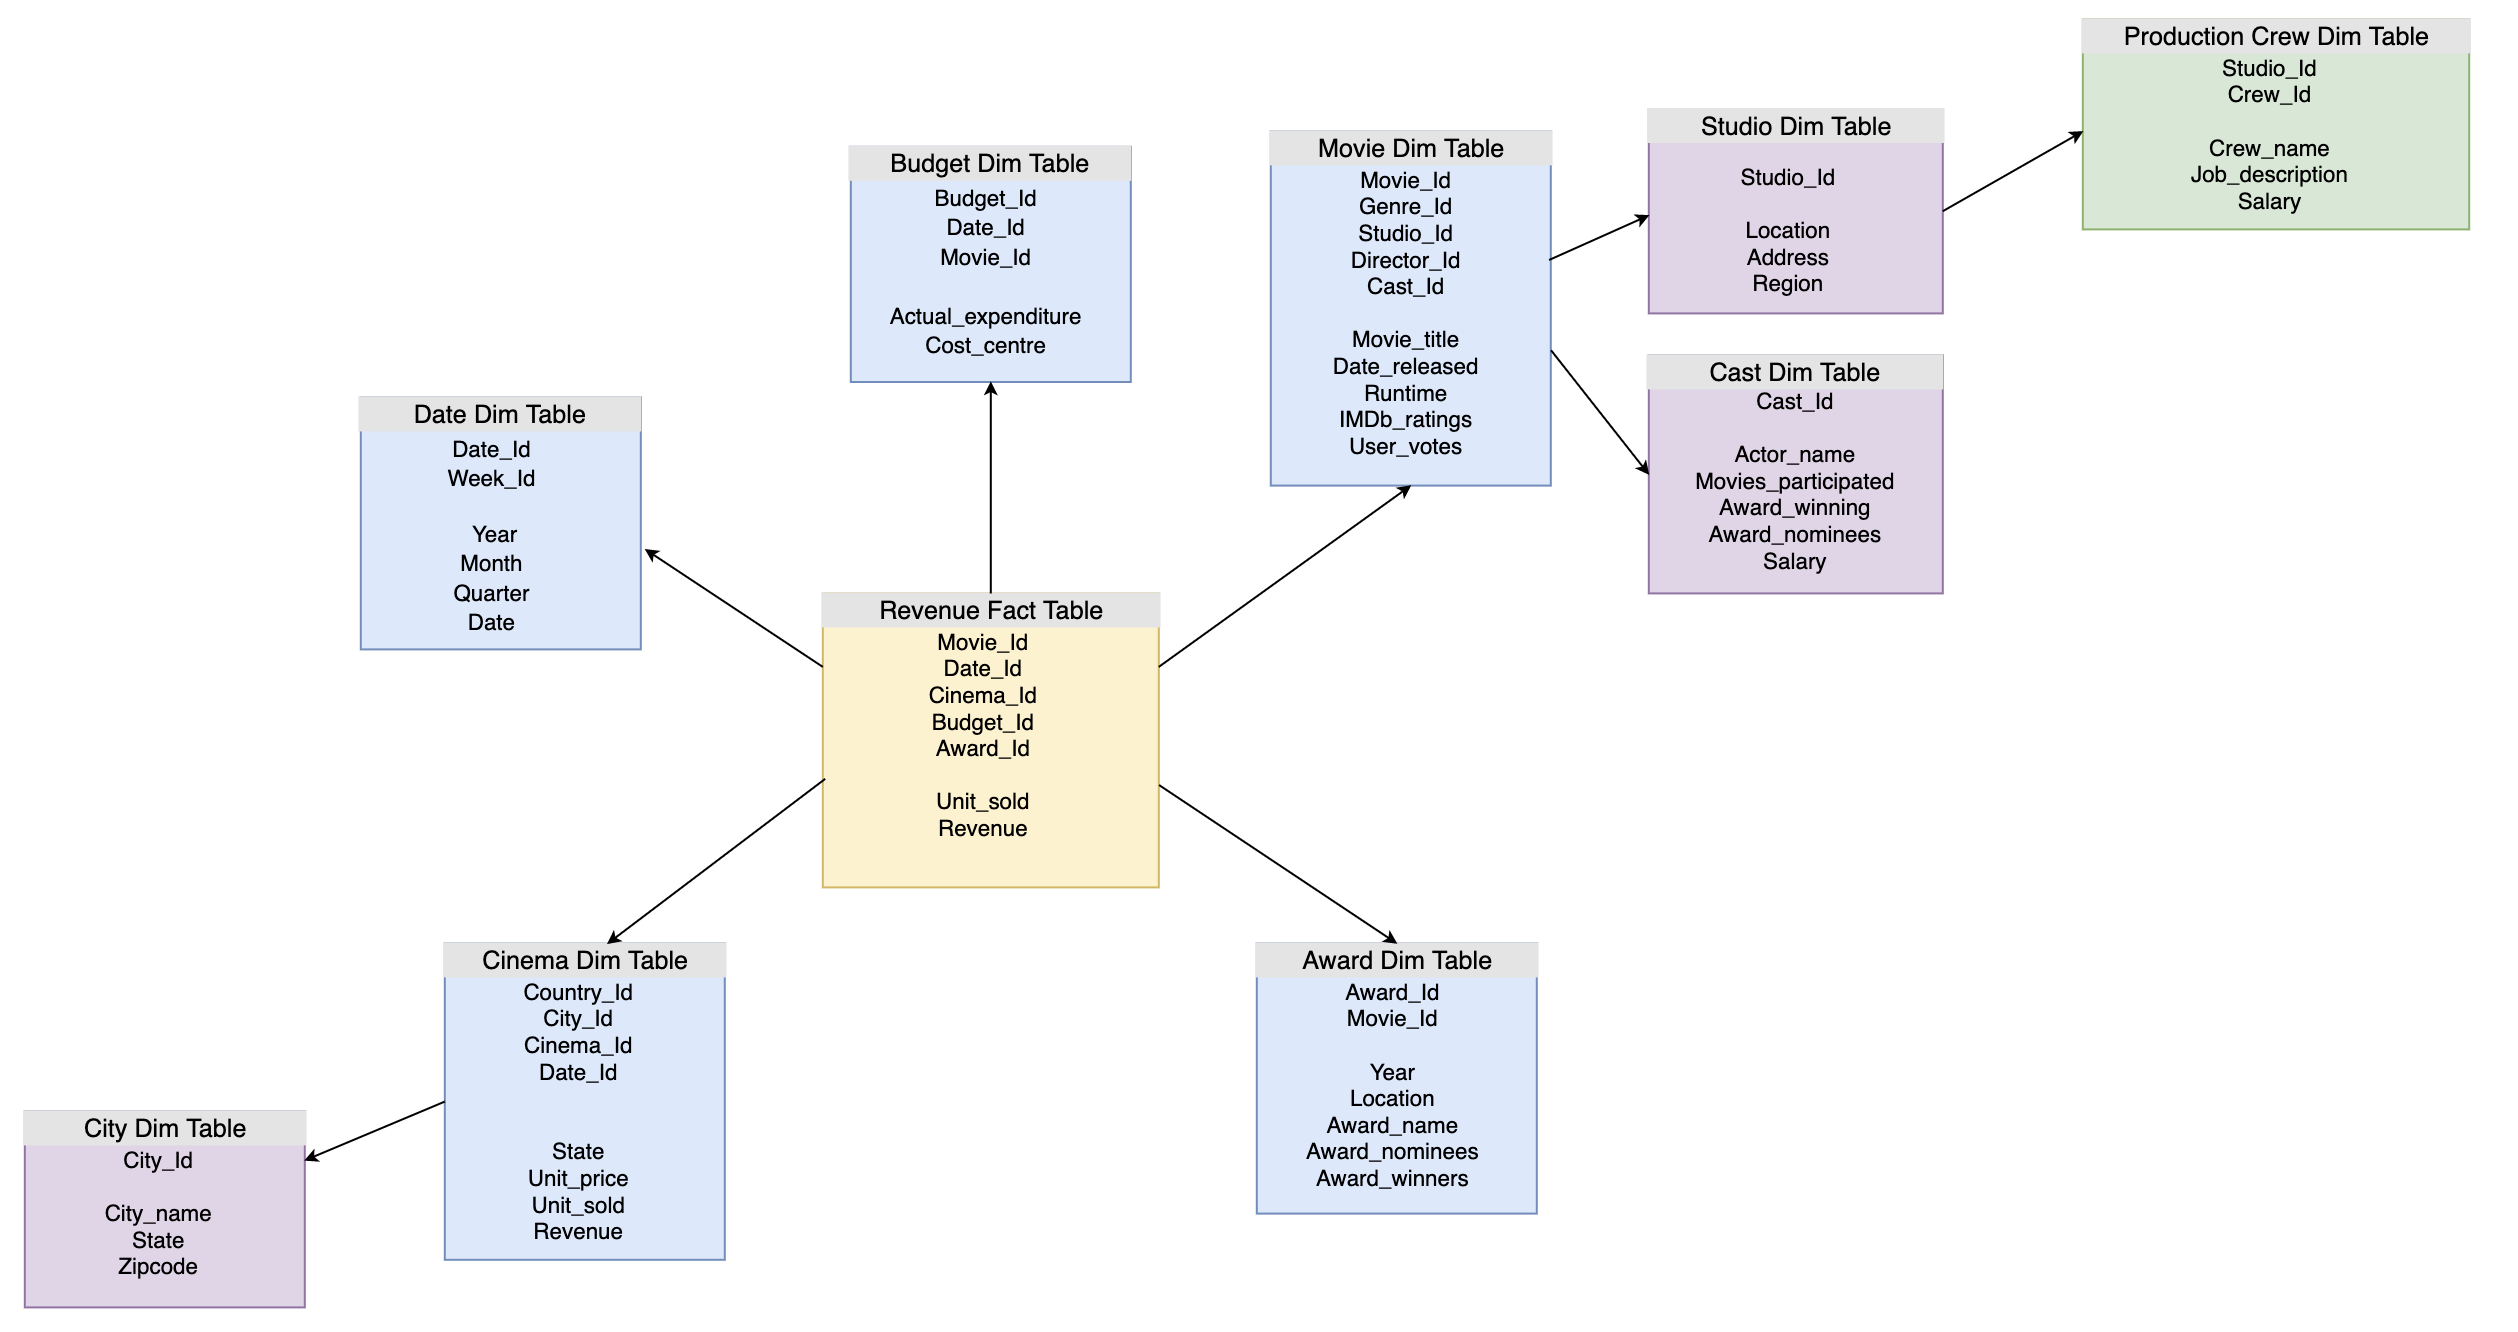 Production Crew Dim Table
Studio_Id
Crew_Id
Crew_name
Job_description
Salary
Studio Dim Table
Studio_Id
Location
Address
Region
Movie Dim Table
Movie_Id
Genre_Id
Studio_Id
Director_Id
Cast_Id
Movie_title
Date_released
Runtime
IMDb_ratings
User_votes
Budget Dim Table
Budget_Id
Date_Id
Movie_Id
Actual_expenditure
Cost_centre
Cast Dim Table
Cast_Id
Actor_name
Movies_participated
Award_winning
Award_nominees
Salary
Date Dim Table
Date_Id
Week_Id
Year
Month
Quarter
Date
Revenue Fact Table
Movie_Id
Date_Id
Cinema_Id
Budget_Id
Award_Id
Unit_sold
Revenue
Cinema Dim Table
Country_Id
City_Id
Cinema_Id
Date_Id
State
Unit_price
Unit_sold
Revenue
Award Dim Table
Award_Id
Movie_Id
Year
Location
Award_name
Award_nominees
Award_winners
City Dim Table
City_Id
City_name
State
Zipcode